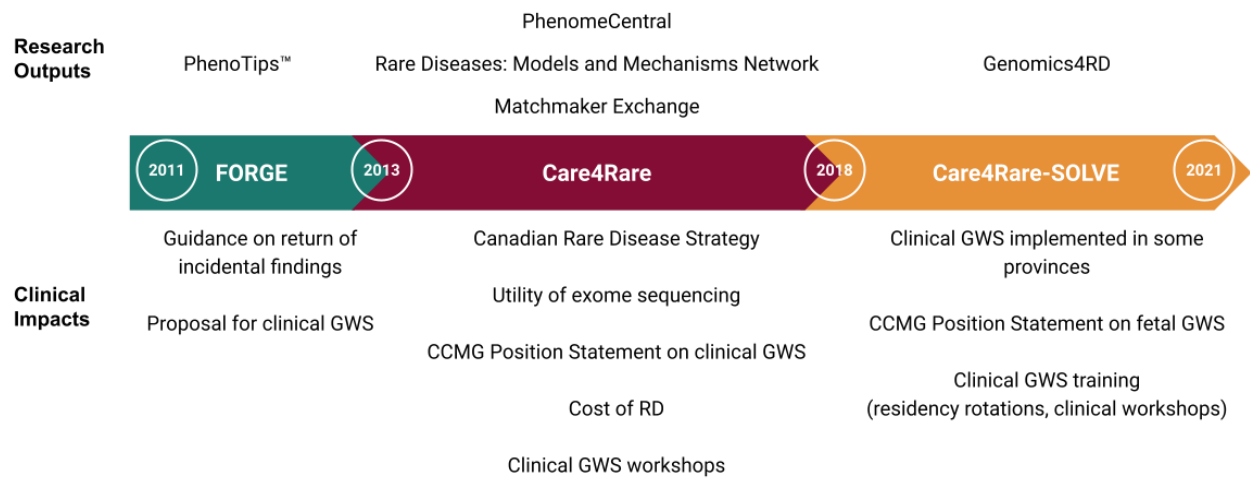 PhenomeCentral
Research
Outputs
PhenoTips™
Rare Diseases: Models and Mechanisms Network
Genomics4RD
Matchmaker Exchange
2011
FORGE
2013
Care4Rare
2018
Care4Rare-SOLVE
2021
Clinical
Impacts
Guidance on return of
incidental findings
Proposal for clinical GWS
Canadian Rare Disease Strategy
Utility of exome sequencing
CCMG Position Statement on clinical GWS
Cost of RD
Clinical GWS workshops
Clinical GWS implemented in some
provinces
CCMG Position Statement on fetal GWS
Clinical GWS training
(residency rotations, clinical workshops)